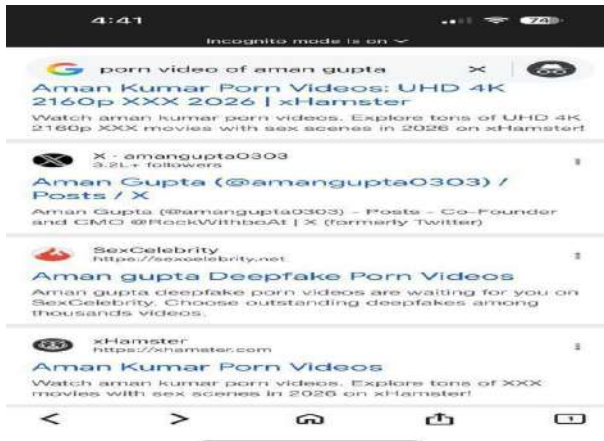 4:41
74
Incognito mode is on
porn video of aman gupta
Aman Kumar Porn Videos: UHD 4K
2160p XXX 2026 | xHamster
Watch aman kumar porn videos. Explore tons of UHD 4K
2160p XXX movies with sex scenes in 2026 on xHamster!
X · amangupta0303
3.2L+ followers
Aman Gupta (@amangupta0303) /
Posts / X
Aman Gupta (@amangupta0303) - Posts - Co-Founder
and CMO @RockWithboAt | X (formerly Twitter)
SexCelebrity
https://sexcelebrity.net
Aman gupta Deepfake Porn Videos
Aman gupta deepfake porn videos are waiting for you on
SexCelebrity. Choose outstanding deepfakes among
thousands videos.
xHamster
https://xhamster.com
Aman Kumar Porn Videos
Watch aman kumar porn videos. Explore tons of XXX
movies with sex scenes in 2026 on xHamster!
1